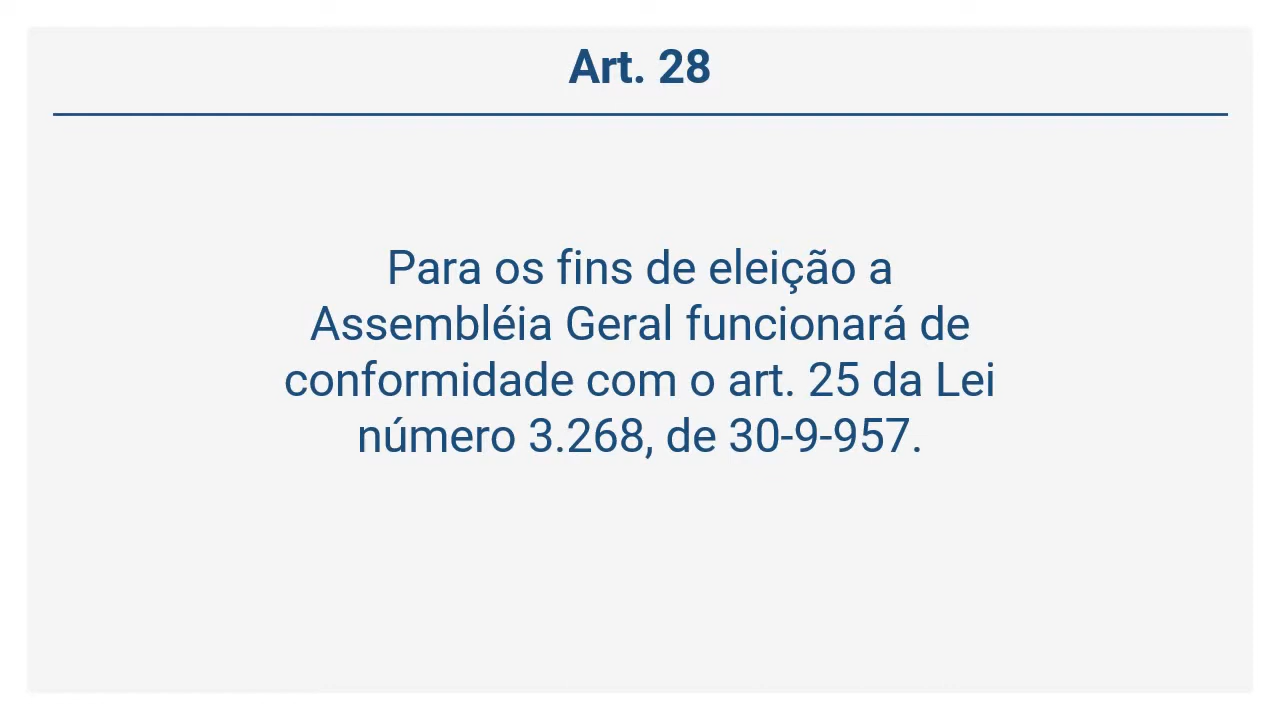 Art. 28
Para os fins de eleição a
Assembléia Geral funcionará de
conformidade com o art. 25 da Lei
número 3.268, de 30-9-957.